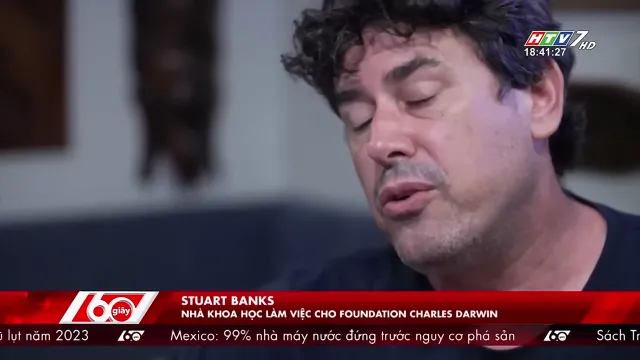 HTV7 HD
18:41:27
60 giây
STUART BANKS
NHÀ KHOA HỌC LÀM VIỆC CHO FOUNDATION CHARLES DARWIN
lụt năm 2023 60 Mexico: 99% nhà máy nước đứng trước nguy cơ phá sản 60 Sách